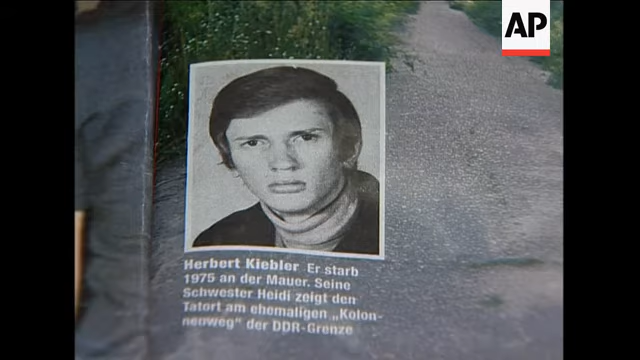 AP
Herbert Kiebler Er starb
1975 an der Mauer. Seine
Schwester Heidi zeigt den
Tatort am ehemaligen „Kolon-
nenweg“ der DDR-Grenze